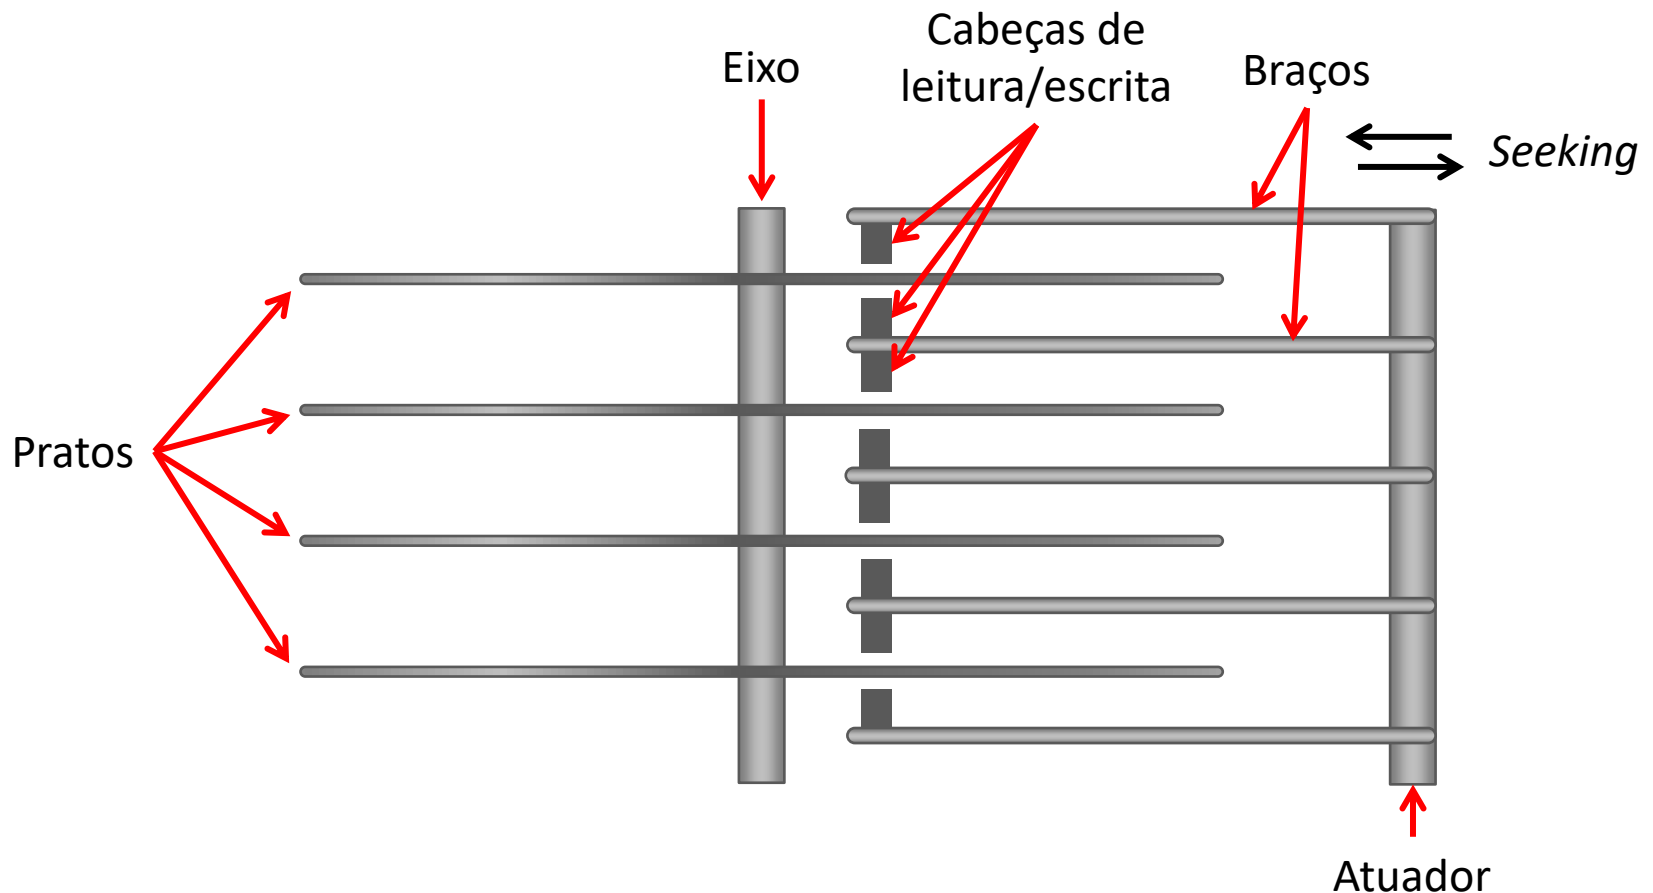 Eixo
Cabeças de
leitura/escrita
Braços
Seeking
Pratos
Atuador